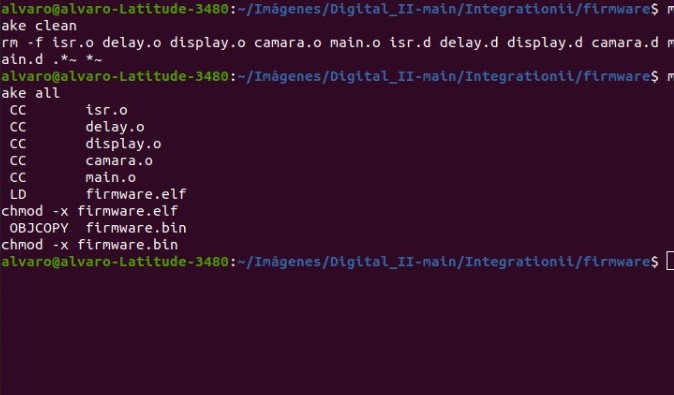 alvaro@alvaro-Latitude-3480:~/Imágenes/Digital_II-main/Integrationii/firmware$ m
ake clean
rm -f isr.o delay.o display.o camara.o main.o isr.d delay.d display.d camara.d m
ain.d .*~ *~
alvaro@alvaro-Latitude-3480:~/Imágenes/Digital_II-main/Integrationii/firmware$ m
ake all
 CC       isr.o
 CC       delay.o
 CC       display.o
 CC       camara.o
 CC       main.o
 LD       firmware.elf
chmod -x firmware.elf
 OBJCOPY  firmware.bin
chmod -x firmware.bin
alvaro@alvaro-Latitude-3480:~/Imágenes/Digital_II-main/Integrationii/firmware$